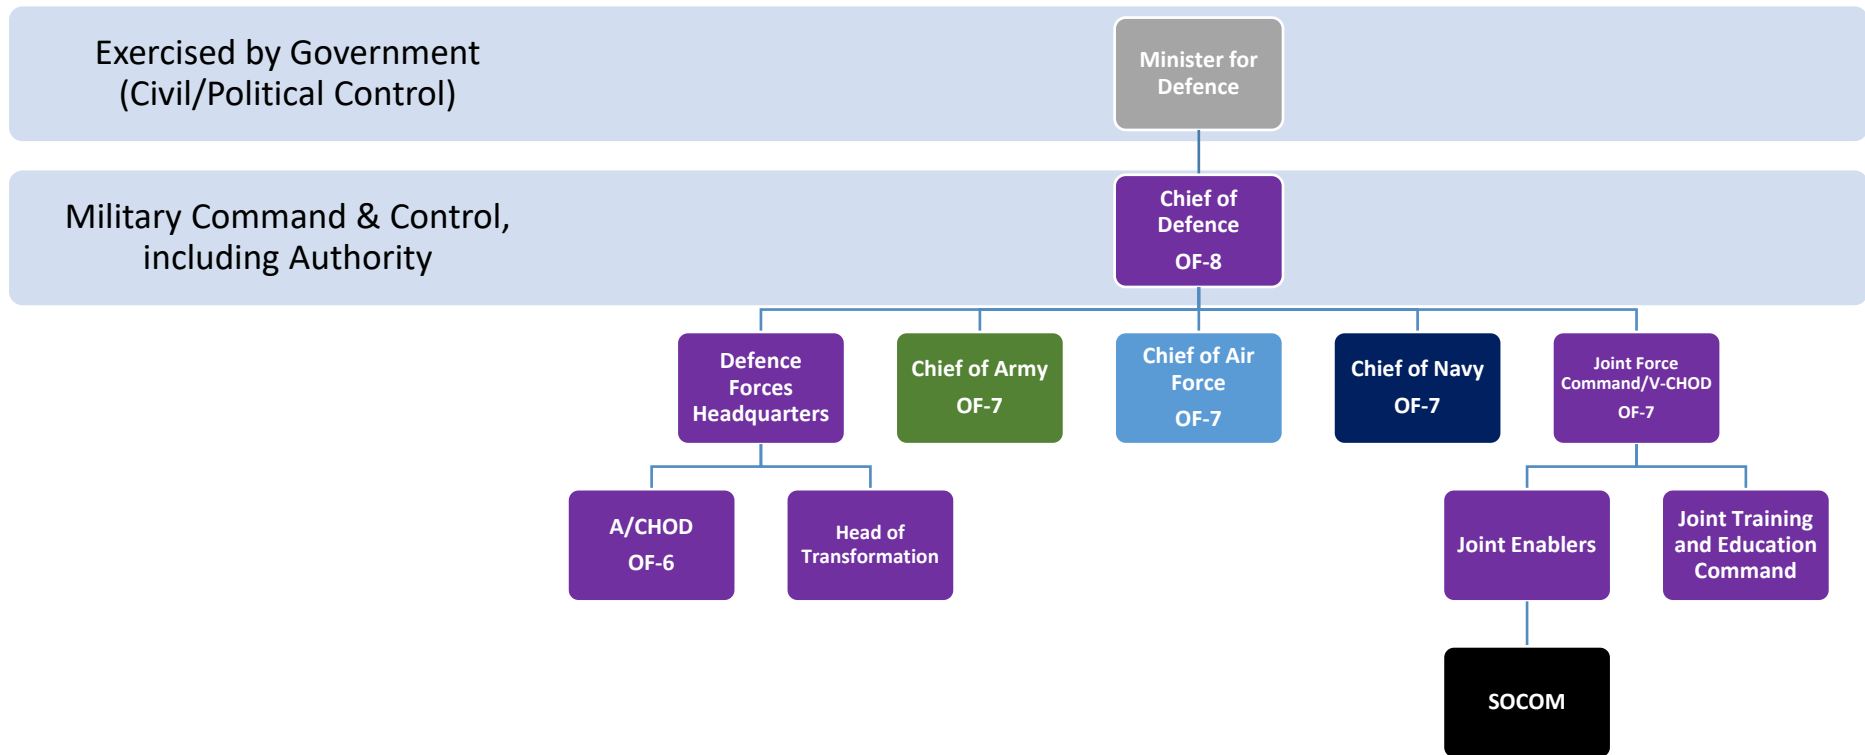 Exercised by Government
(Civil/Political Control)
Minister for
Defence
Military Command & Control,
including Authority
Chief of
Defence
OF-8
Defence
Forces
Headquarters
Chief of Army
OF-7
Chief of Air
Force
OF-7
Chief of Navy
OF-7
Joint Force
Command/V-CHOD
OF-7
A/CHOD
OF-6
Head of
Transformation
Joint Enablers
Joint Training
and Education
Command
SOCOM